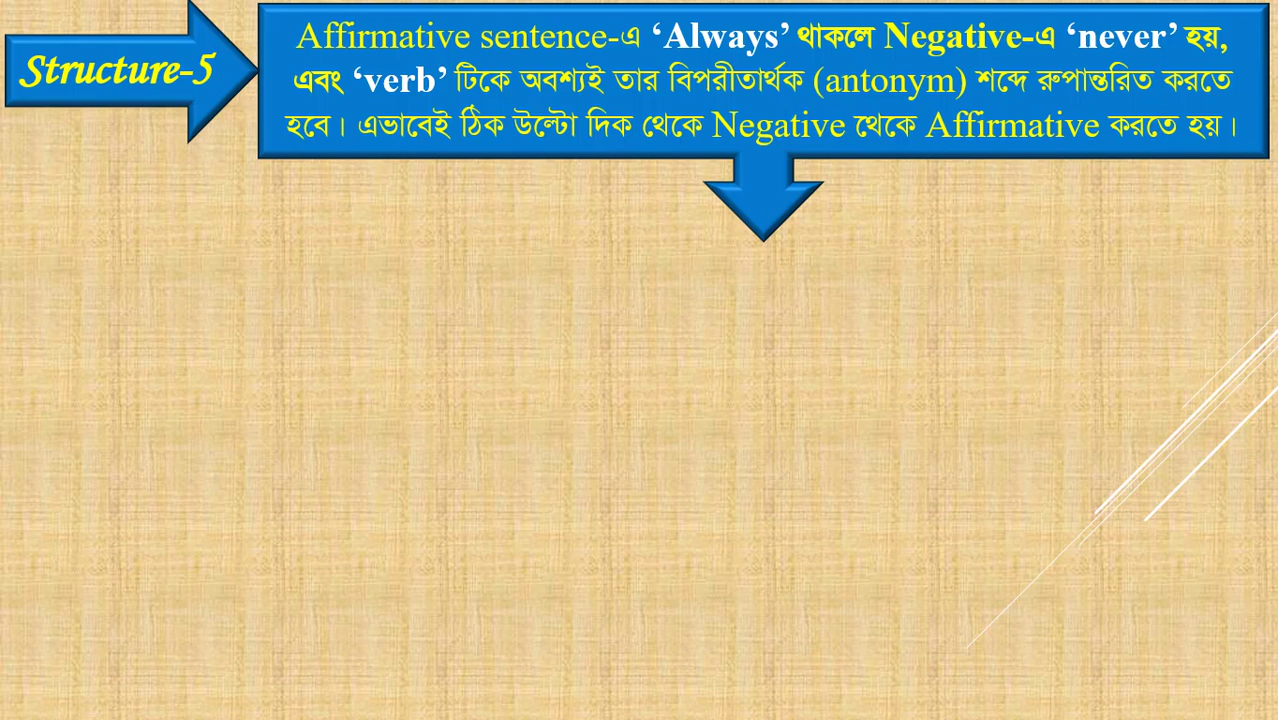 Structure-5
Affirmative sentence-এ ‘Always’ থাকলে Negative-এ ‘never’ হয়,
এবং ‘verb’ টিকে অবশ্যই তার বিপরীতার্থক (antonym) শব্দে রুপান্তরিত করতে
হবে। এভাবেই ঠিক উল্টো দিক থেকে Negative থেকে Affirmative করতে হয়।